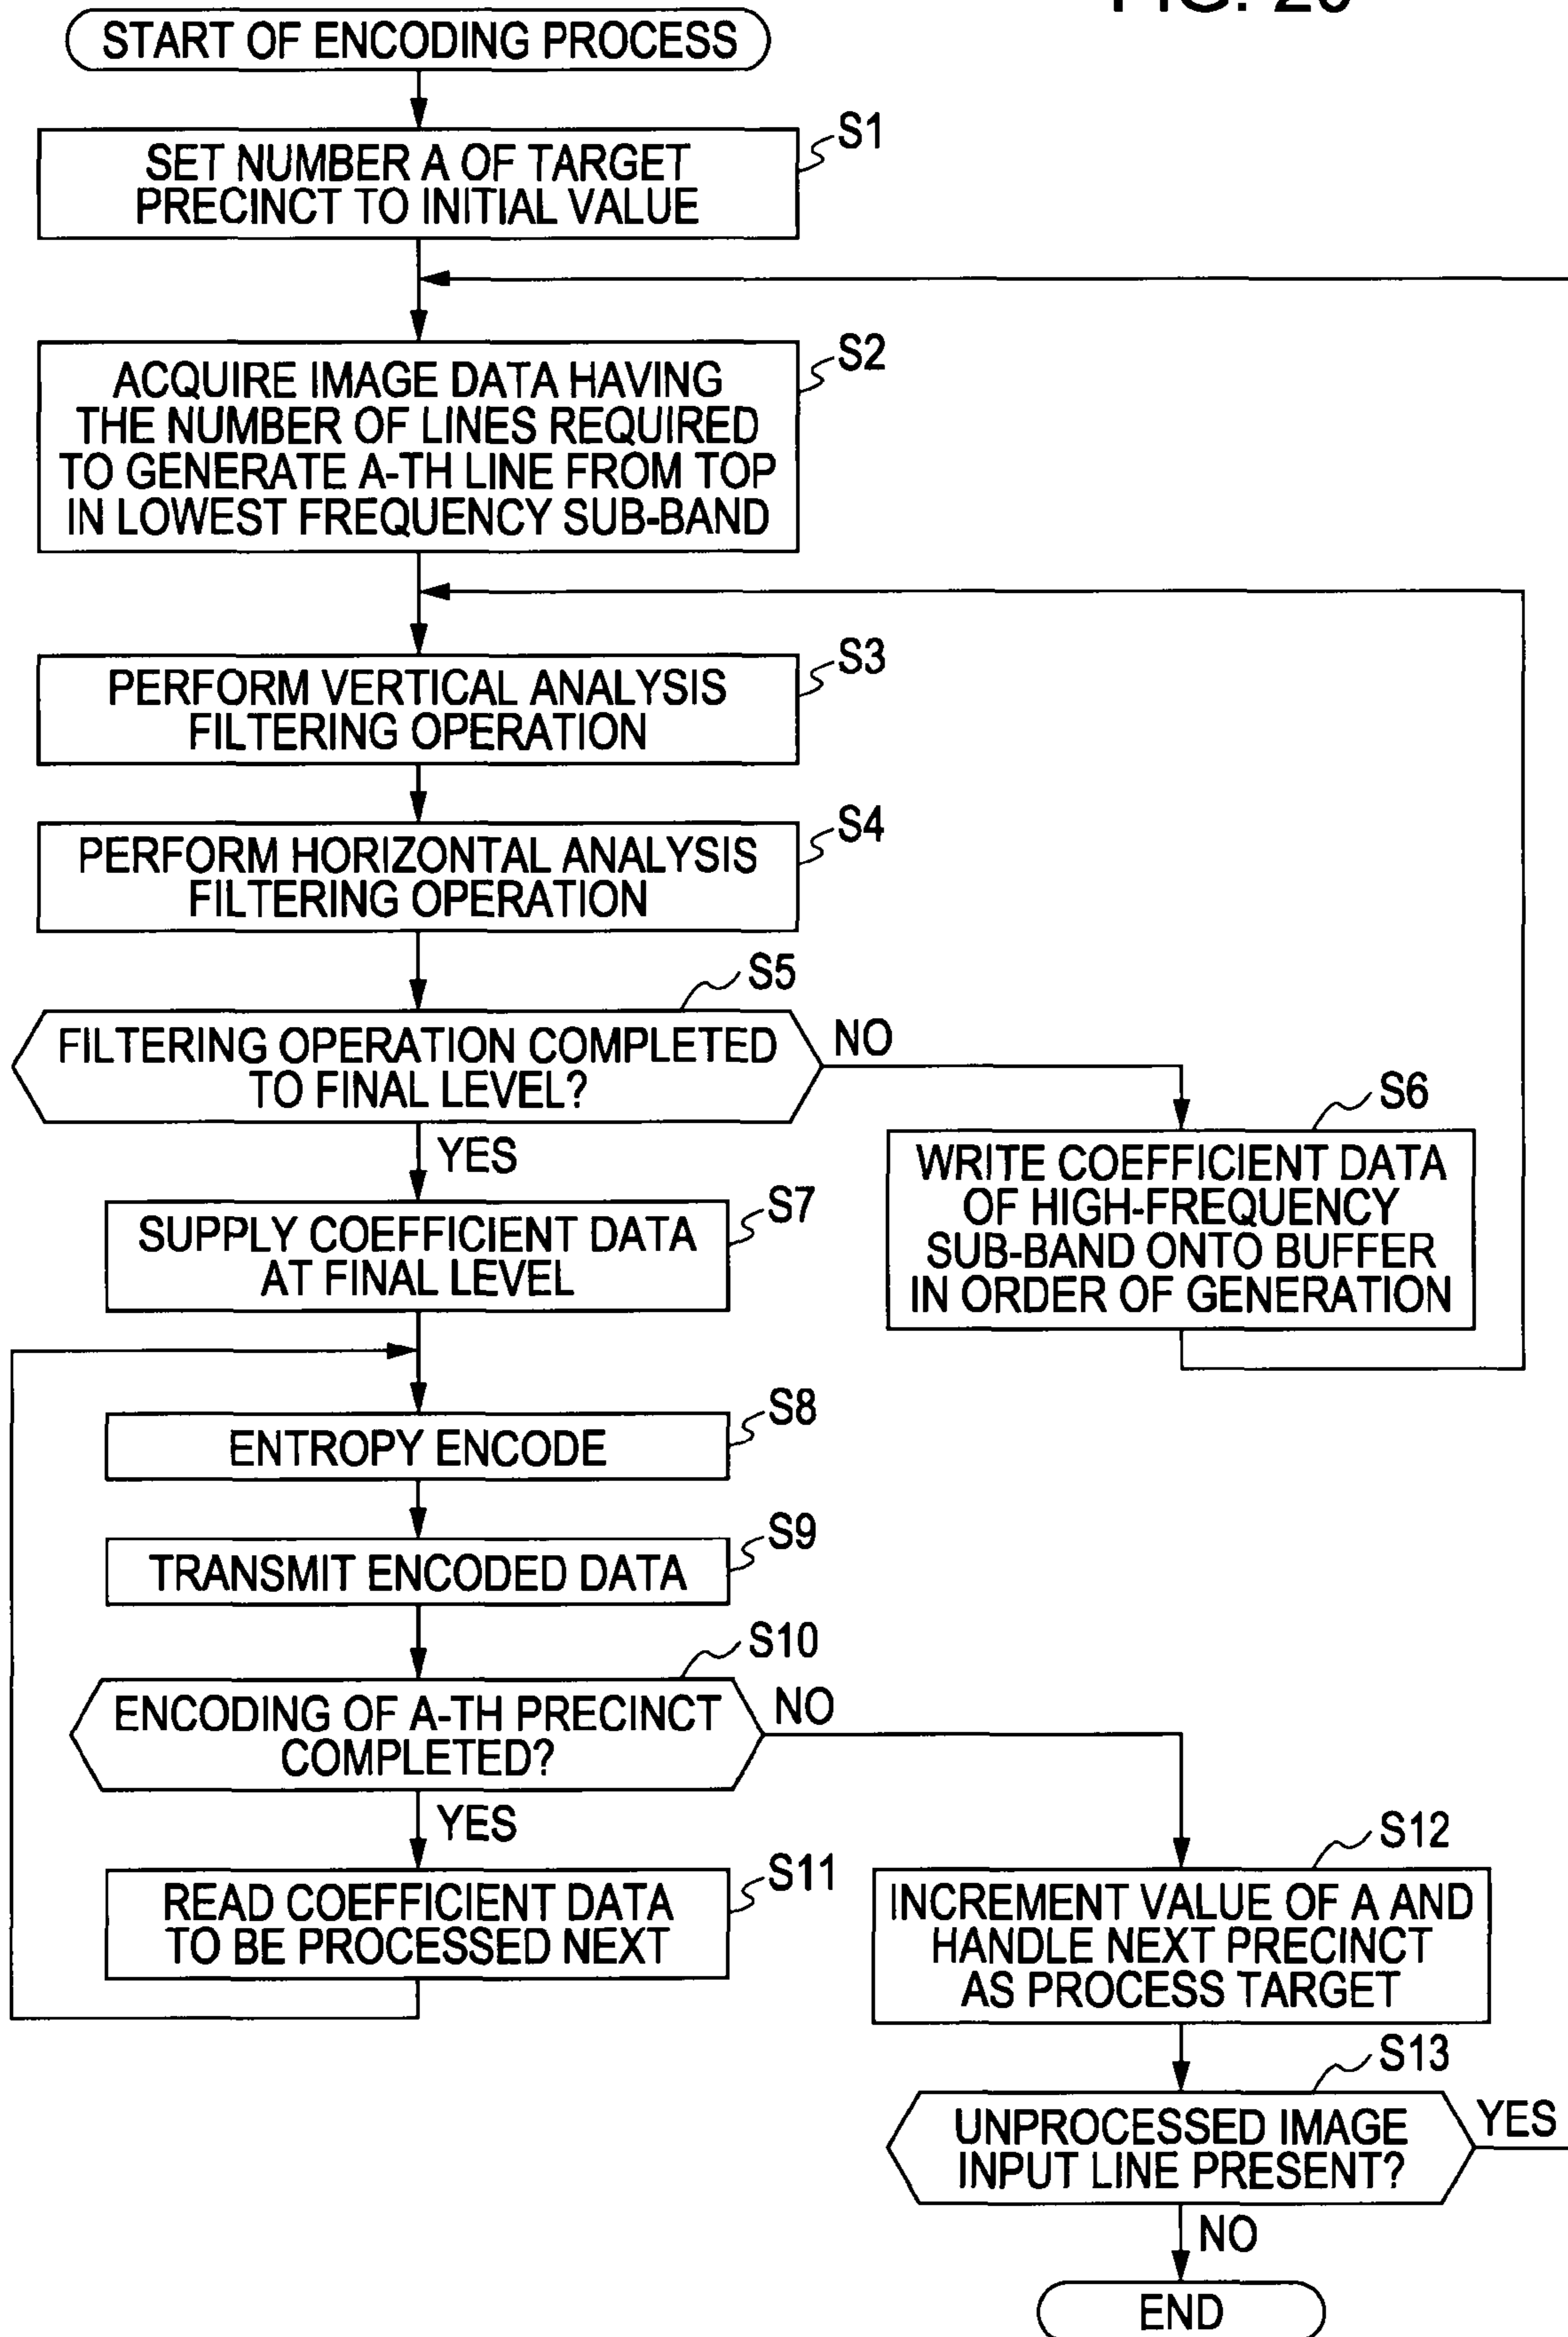 START OF ENCODING PROCESS
S1
SET NUMBER A OF TARGET
PRECINCT TO INITIAL VALUE
S2
ACQUIRE IMAGE DATA HAVING
THE NUMBER OF LINES REQUIRED
TO GENERATE A-TH LINE FROM TOP
IN LOWEST FREQUENCY SUB-BAND
S3
PERFORM VERTICAL ANALYSIS
FILTERING OPERATION
S4
PERFORM HORIZONTAL ANALYSIS
FILTERING OPERATION
S5
FILTERING OPERATION COMPLETED
TO FINAL LEVEL?
NO
S6
WRITE COEFFICIENT DATA
OF HIGH-FREQUENCY
SUB-BAND ONTO BUFFER
IN ORDER OF GENERATION
YES
S7
SUPPLY COEFFICIENT DATA
AT FINAL LEVEL
S8
ENTROPY ENCODE
S9
TRANSMIT ENCODED DATA
S10
ENCODING OF A-TH PRECINCT
COMPLETED?
NO
YES
S11
READ COEFFICIENT DATA
TO BE PROCESSED NEXT
S12
INCREMENT VALUE OF A AND
HANDLE NEXT PRECINCT
AS PROCESS TARGET
S13
UNPROCESSED IMAGE
INPUT LINE PRESENT?
YES
NO
END